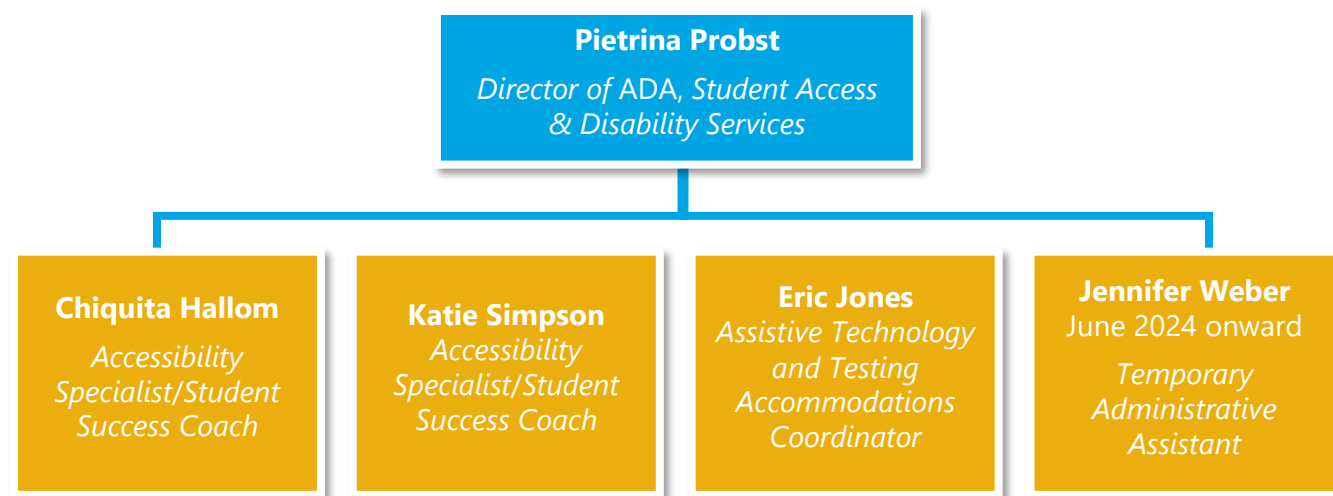 Pietrina Probst
Director of ADA, Student Access
& Disability Services
Chiquita Hallom
Accessibility
Specialist/Student
Success Coach
Katie Simpson
Accessibility
Specialist/Student
Success Coach
Eric Jones
Assistive Technology
and Testing
Accommodations
Coordinator
Jennifer Weber
June 2024 onward
Temporary
Administrative
Assistant